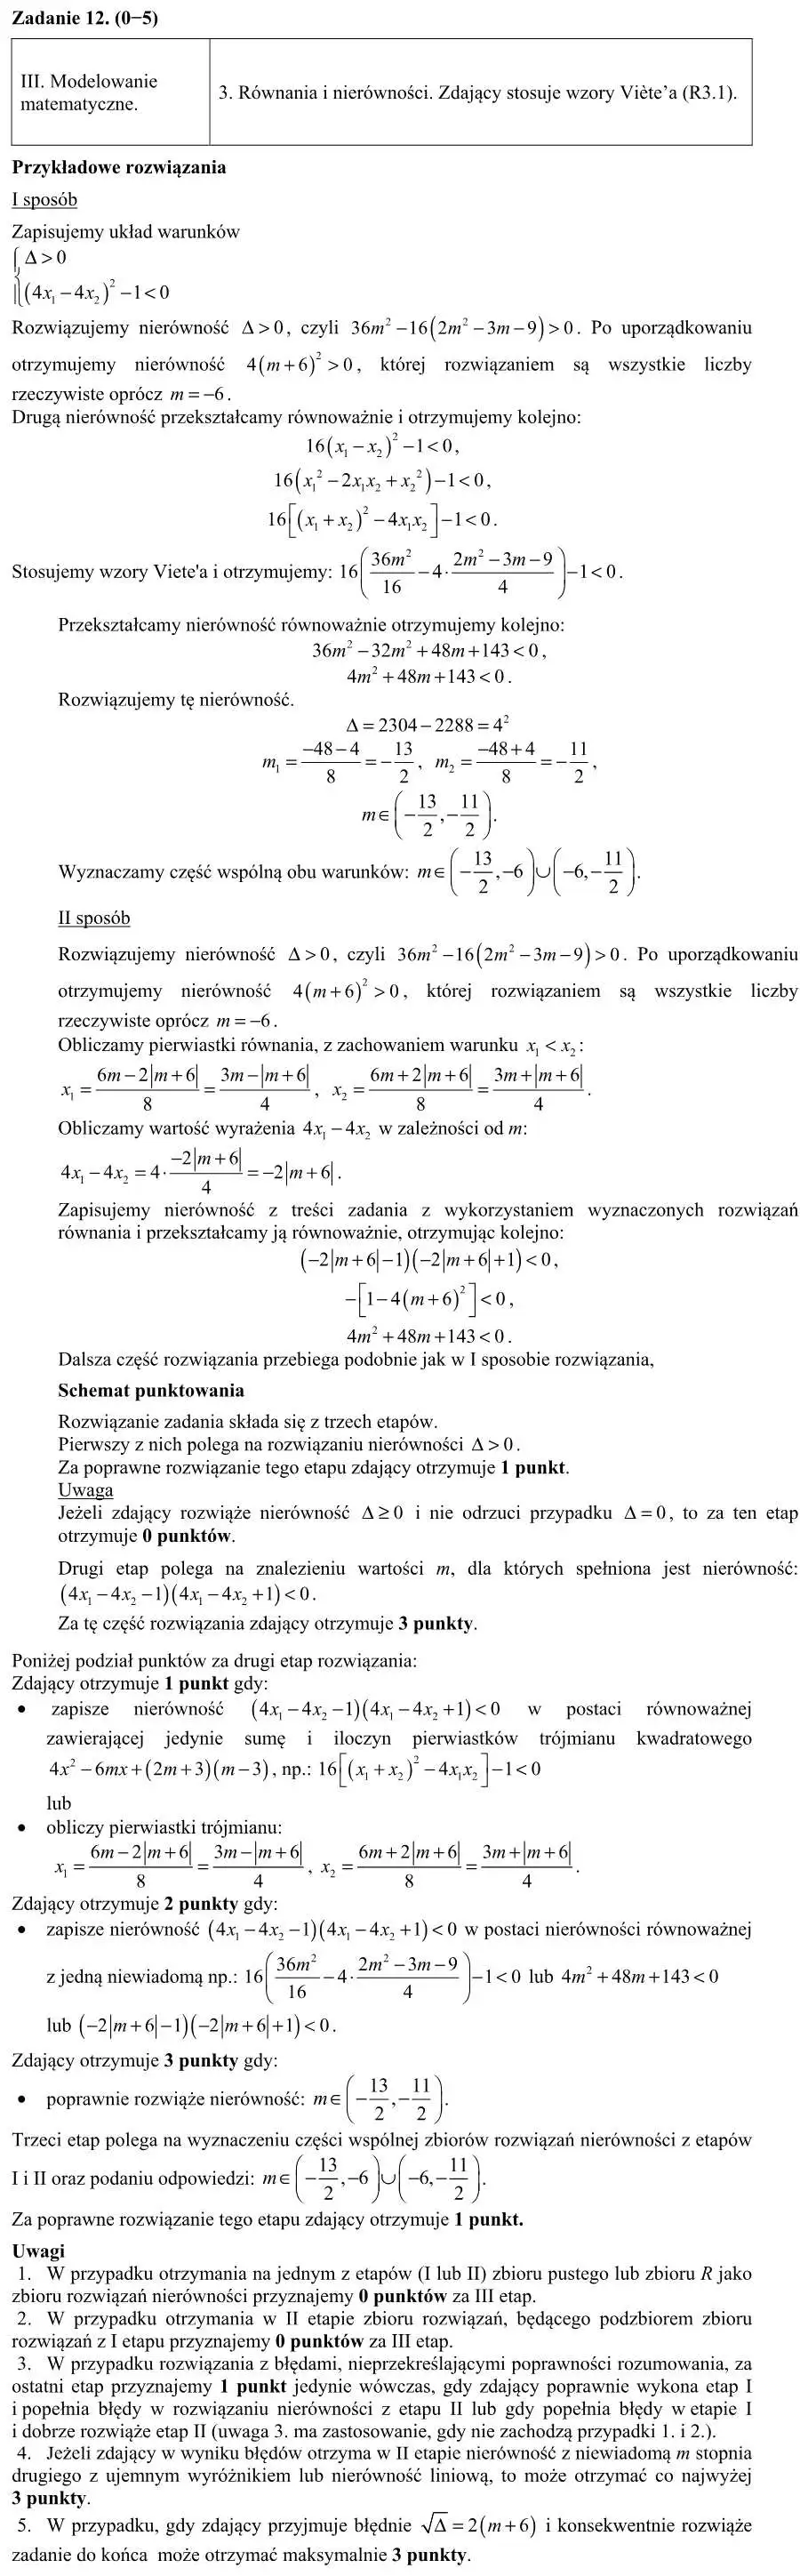 Zadanie 12. (0−5)
III. Modelowanie
matematyczne.
3. Równania i nierówności. Zdający stosuje wzory Viète’a (R3.1).
Przykładowe rozwiązania
I sposób
Zapisujemy układ warunków
Δ > 0
(4x₁ − 4x₂)² − 1 < 0
Rozwiązujemy nierówność Δ > 0, czyli 36m² − 16(2m² − 3m − 9) > 0. Po uporządkowaniu
otrzymujemy nierówność 4(m + 6)² > 0, której rozwiązaniem są wszystkie liczby
rzeczywiste oprócz m = −6.
Drugą nierówność przekształcamy równoważnie i otrzymujemy kolejno:
16(x₁ − x₂)² − 1 < 0,
16(x₁² − 2x₁x₂ + x₂²) − 1 < 0,
16[(x₁ + x₂)² − 4x₁x₂] − 1 < 0.
Stosujemy wzory Viete'a i otrzymujemy: 16(36m²/16 − 4·(2m² − 3m − 9)/4) − 1 < 0.
Przekształcamy nierówność równoważnie otrzymujemy kolejno:
36m² − 32m² + 48m + 143 < 0,
4m² + 48m + 143 < 0.
Rozwiązujemy tę nierówność.
Δ = 2304 − 2288 = 4²
m₁ = (−48 − 4)/8 = −13/2, m₂ = (−48 + 4)/8 = −11/2,
m ∈ (−13/2, −11/2).
Wyznaczamy część wspólną obu warunków: m ∈ (−13/2, −6) ∪ (−6, −11/2).
II sposób
Rozwiązujemy nierówność Δ > 0, czyli 36m² − 16(2m² − 3m − 9) > 0. Po uporządkowaniu
otrzymujemy nierówność 4(m + 6)² > 0, której rozwiązaniem są wszystkie liczby
rzeczywiste oprócz m = −6.
Obliczamy pierwiastki równania, z zachowaniem warunku x₁ < x₂:
x₁ = (6m − 2|m + 6|)/8 = (3m − |m + 6|)/4, x₂ = (6m + 2|m + 6|)/8 = (3m + |m + 6|)/4.
Obliczamy wartość wyrażenia 4x₁ − 4x₂ w zależności od m:
4x₁ − 4x₂ = 4·(−2|m + 6|)/4 = −2|m + 6|.
Zapisujemy nierówność z treści zadania z wykorzystaniem wyznaczonych rozwiązań
równania i przekształcamy ją równoważnie, otrzymując kolejno:
(−2|m + 6| − 1)(−2|m + 6| + 1) < 0,
−[1 − 4(m + 6)²] < 0,
4m² + 48m + 143 < 0.
Dalsza część rozwiązania przebiega podobnie jak w I sposobie rozwiązania,
Schemat punktowania
Rozwiązanie zadania składa się z trzech etapów.
Pierwszy z nich polega na rozwiązaniu nierówności Δ > 0.
Za poprawne rozwiązanie tego etapu zdający otrzymuje 1 punkt.
Uwaga
Jeżeli zdający rozwiąże nierówność Δ ≥ 0 i nie odrzuci przypadku Δ = 0, to za ten etap
otrzymuje 0 punktów.
Drugi etap polega na znalezieniu wartości m, dla których spełniona jest nierówność:
(4x₁ − 4x₂ − 1)(4x₁ − 4x₂ + 1) < 0.
Za tę część rozwiązania zdający otrzymuje 3 punkty.
Poniżej podział punktów za drugi etap rozwiązania:
Zdający otrzymuje 1 punkt gdy:
• zapisze nierówność (4x₁ − 4x₂ − 1)(4x₁ − 4x₂ + 1) < 0 w postaci równoważnej
zawierającej jedynie sumę i iloczyn pierwiastków trójmianu kwadratowego
4x² − 6mx + (2m + 3)(m − 3), np.: 16[(x₁ + x₂)² − 4x₁x₂] − 1 < 0
lub
• obliczy pierwiastki trójmianu:
x₁ = (6m − 2|m + 6|)/8 = (3m − |m + 6|)/4, x₂ = (6m + 2|m + 6|)/8 = (3m + |m + 6|)/4.
Zdający otrzymuje 2 punkty gdy:
• zapisze nierówność (4x₁ − 4x₂ − 1)(4x₁ − 4x₂ + 1) < 0 w postaci nierówności równoważnej
z jedną niewiadomą np.: 16(36m²/16 − 4·(2m² − 3m − 9)/4) − 1 < 0 lub 4m² + 48m + 143 < 0
lub (−2|m + 6| − 1)(−2|m + 6| + 1) < 0.
Zdający otrzymuje 3 punkty gdy:
• poprawnie rozwiąże nierówność: m ∈ (−13/2, −11/2).
Trzeci etap polega na wyznaczeniu części wspólnej zbiorów rozwiązań nierówności z etapów
I i II oraz podaniu odpowiedzi: m ∈ (−13/2, −6) ∪ (−6, −11/2).
Za poprawne rozwiązanie tego etapu zdający otrzymuje 1 punkt.
Uwagi
1. W przypadku otrzymania na jednym z etapów (I lub II) zbioru pustego lub zbioru R jako
zbioru rozwiązań nierówności przyznajemy 0 punktów za III etap.
2. W przypadku otrzymania w II etapie zbioru rozwiązań, będącego podzbiorem zbioru
rozwiązań z I etapu przyznajemy 0 punktów za III etap.
3. W przypadku rozwiązania z błędami, nieprzekreślającymi poprawności rozumowania, za
ostatni etap przyznajemy 1 punkt jedynie wówczas, gdy zdający poprawnie wykona etap I
i popełnia błędy w rozwiązaniu nierówności z etapu II lub gdy popełnia błędy w etapie I
i dobrze rozwiąże etap II (uwaga 3. ma zastosowanie, gdy nie zachodzą przypadki 1. i 2.).
4. Jeżeli zdający w wyniku błędów otrzyma w II etapie nierówność z niewiadomą m stopnia
drugiego z ujemnym wyróżnikiem lub nierówność liniową, to może otrzymać co najwyżej
3 punkty.
5. W przypadku, gdy zdający przyjmuje błędnie √Δ = 2(m + 6) i konsekwentnie rozwiąże
zadanie do końca może otrzymać maksymalnie 3 punkty.